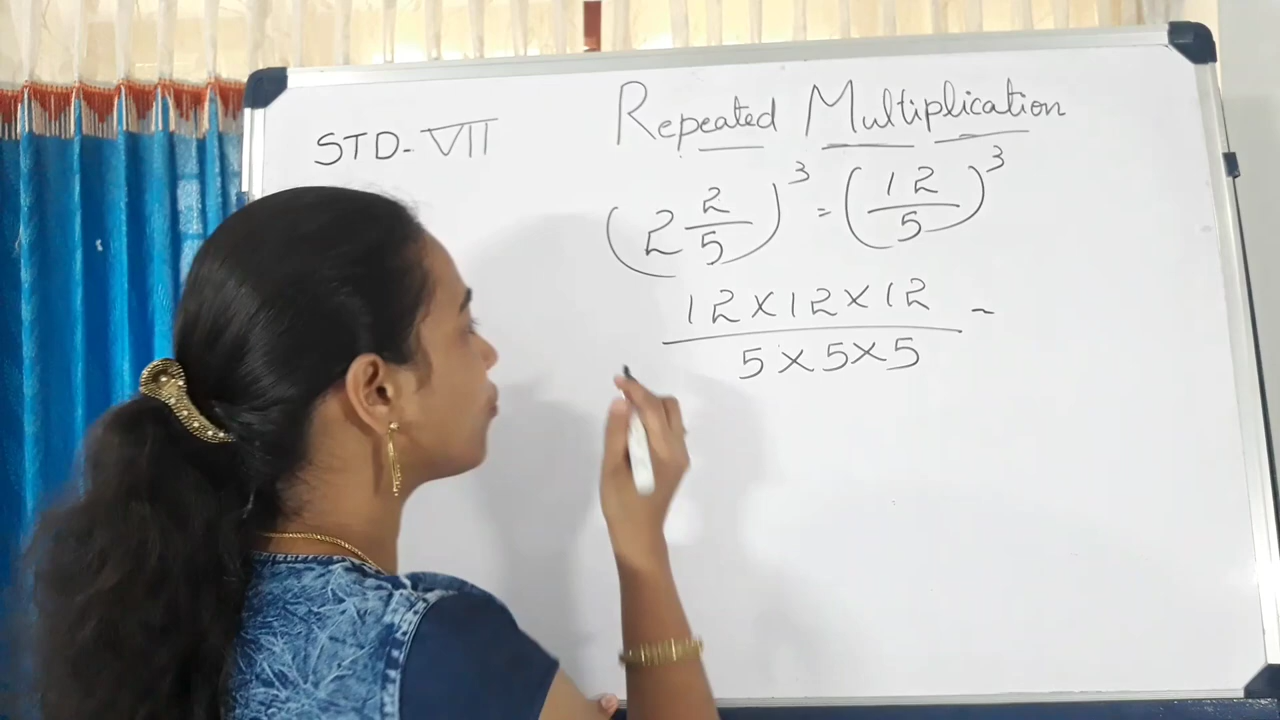 STD-VII
Repeated Multiplication
(2 2/5)³ = (12/5)³
12×12×12 -
5×5×5